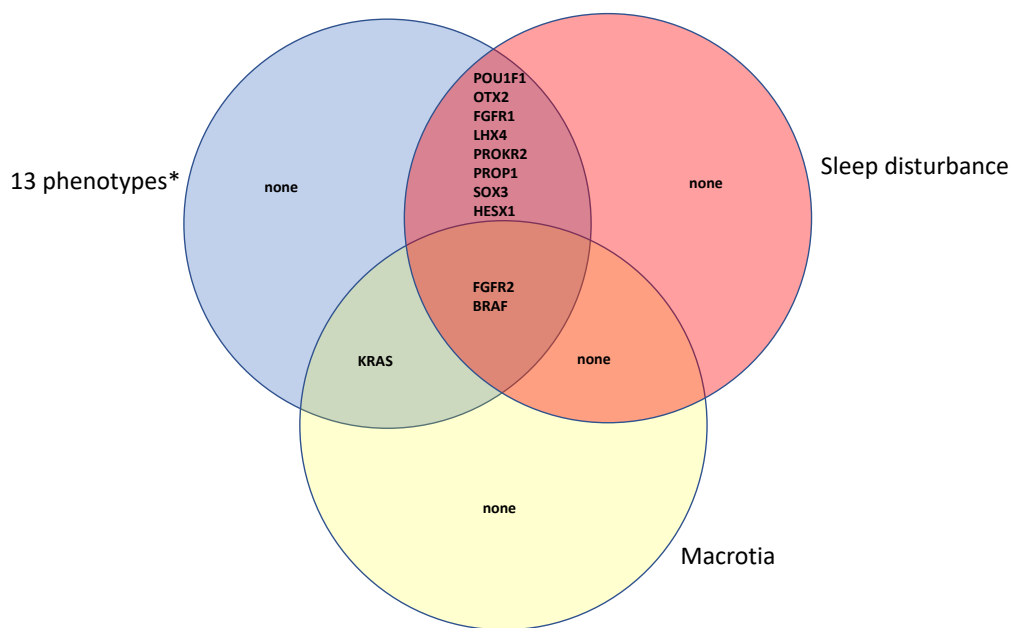 POU1F1
OTX2
FGFR1
LHX4
PROKR2
PROP1
SOX3
HESX1
13 phenotypes*
none
none
Sleep disturbance
FGFR2
BRAF
KRAS
none
none
Macrotia